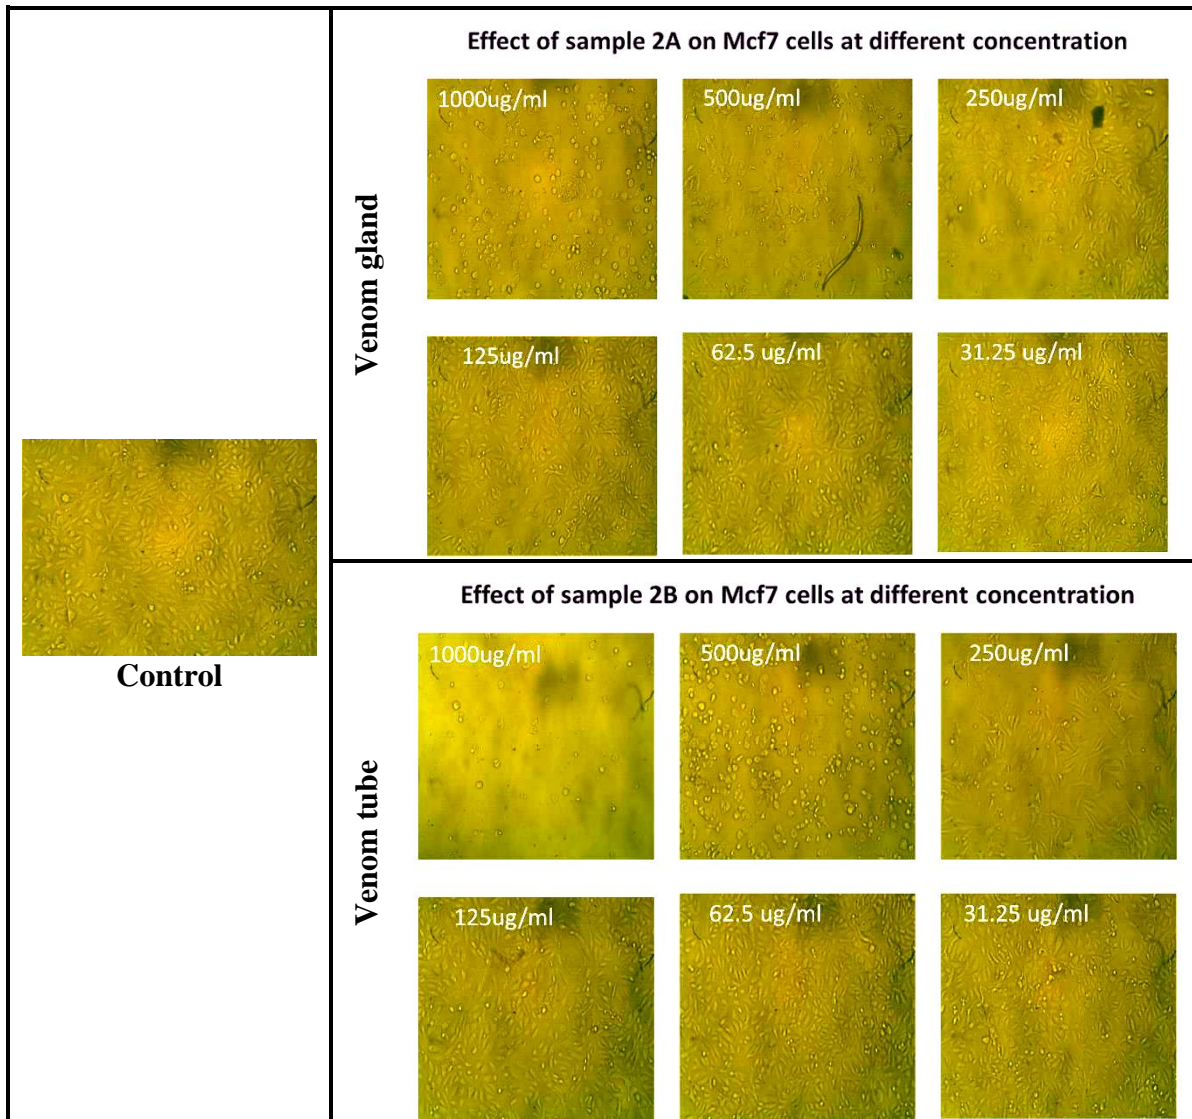 Control
Venom gland
Effect of sample 2A on Mcf7 cells at different concentration
1000ug/ml
500ug/ml
250ug/ml
125ug/ml
62.5 ug/ml
31.25 ug/ml
Venom tube
Effect of sample 2B on Mcf7 cells at different concentration
1000ug/ml
500ug/ml
250ug/ml
125ug/ml
62.5 ug/ml
31.25 ug/ml